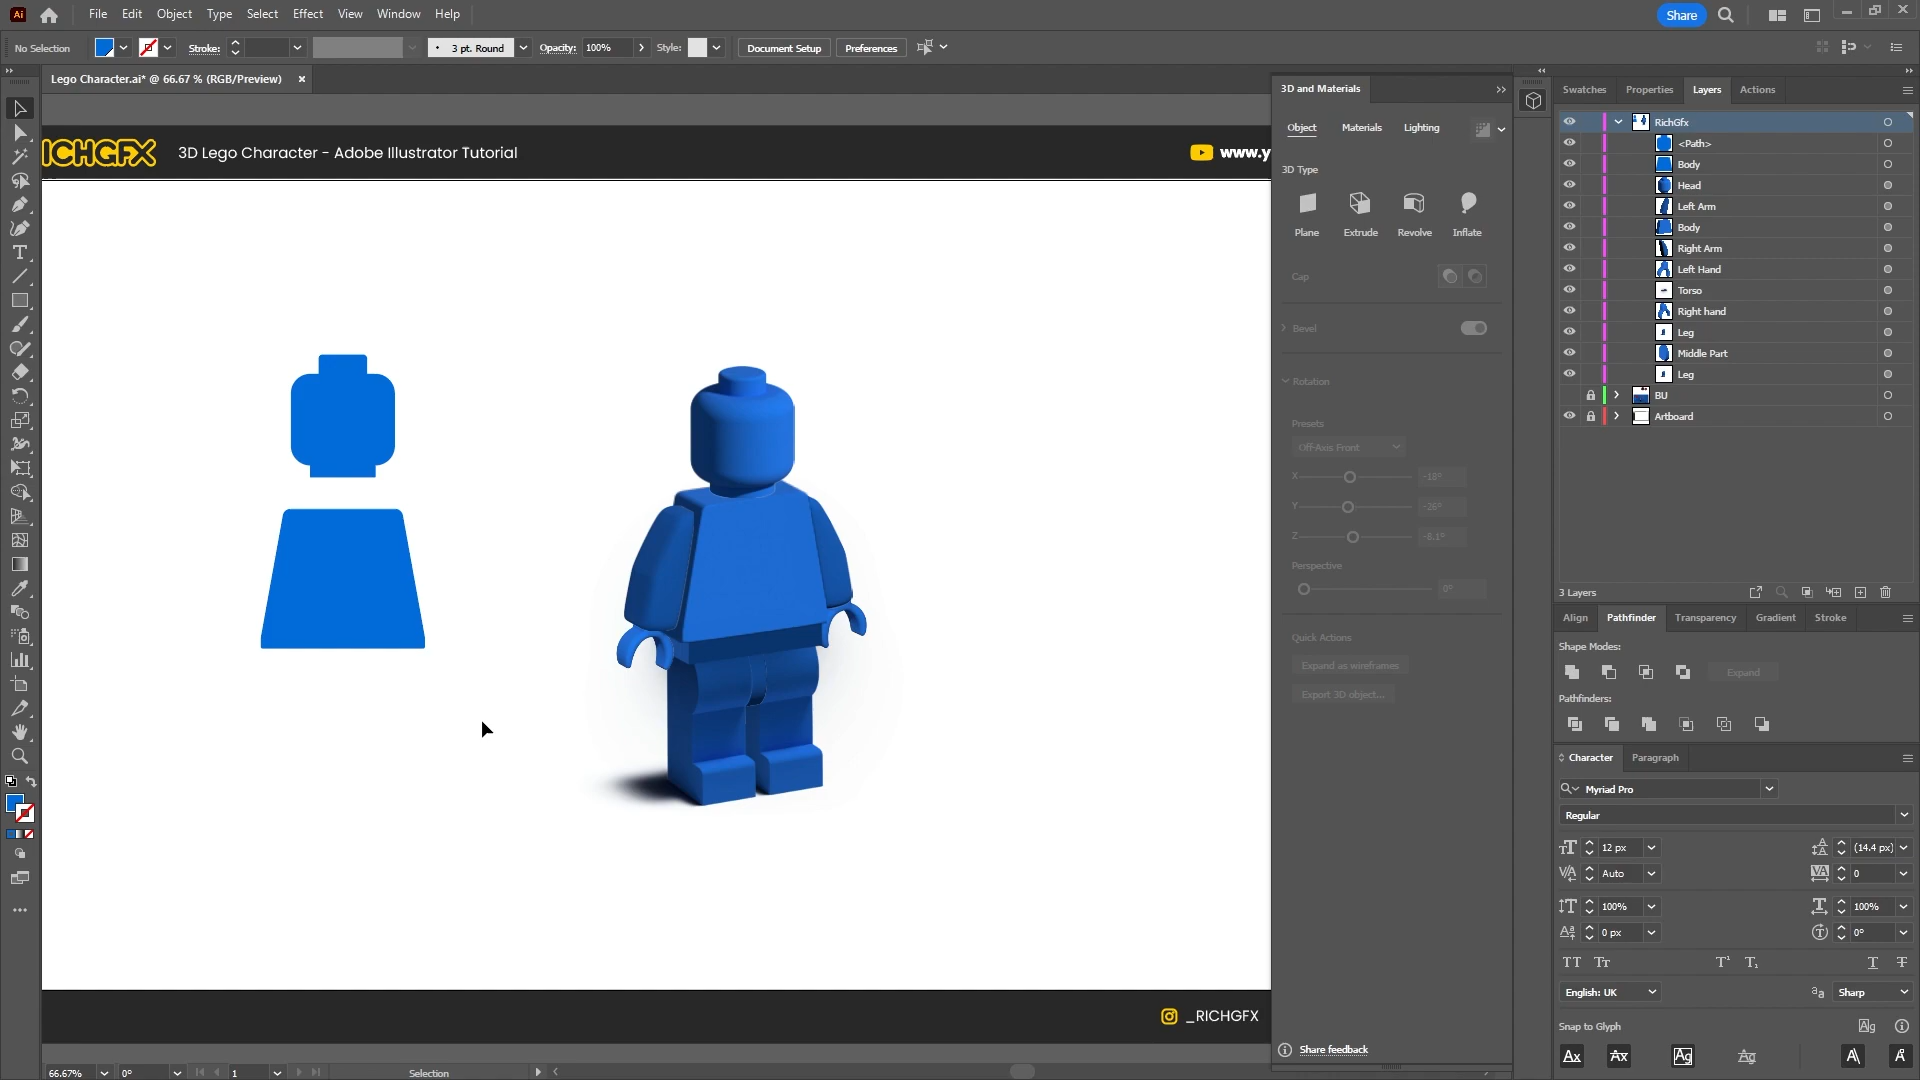 Ai File Edit Object Type Select Effect View Window Help Share
No Selection Stroke: 3 pt. Round Opacity: 100% Style: Document Setup Preferences
Lego Character.ai* @ 66.67 % (RGB/Preview)
RICHGFX 3D Lego Character - Adobe Illustrator Tutorial www.y
3D and Materials
Object Materials Lighting
3D Type
Plane Extrude Revolve Inflate
Cap
Bevel
Rotation
Presets
Off-Axis Front
X -18°
Y -26°
Z -8.1°
Perspective
0°
Quick Actions
Expand as wireframes
Export 3D object...
Share feedback
Swatches Properties Layers Actions
RichGfx
<Path>
Body
Head
Left Arm
Body
Right Arm
Left Hand
Torso
Right hand
Leg
Middle Part
Leg
BU
Artboard
3 Layers
Align Pathfinder Transparency Gradient Stroke
Shape Modes:
Expand
Pathfinders:
Character Paragraph
Myriad Pro
Regular
12 px (14.4 px)
Auto 0
100% 100%
0 px 0°
English: UK Sharp
Snap to Glyph
_RICHGFX
66.67% 0° 1 Selection